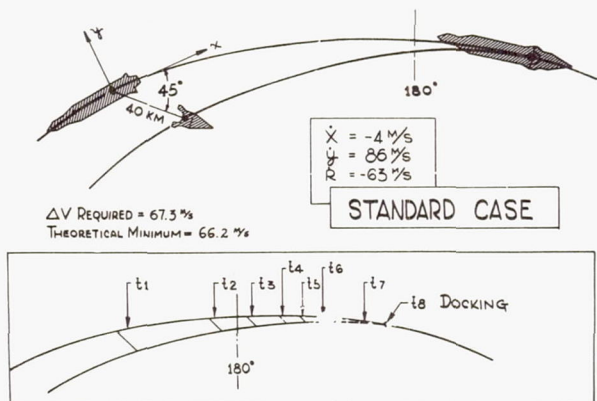 y
x
45°
40 KM
180°
Ẋ = -4 M/S
ẏ = 86 M/S
Ṙ = -63 M/S
STANDARD CASE
ΔV REQUIRED = 67.3 M/S
THEORETICAL MINIMUM = 66.2 M/S
t1
t2
t3
t4
t5
t6
t7
t8 DOCKING
180°